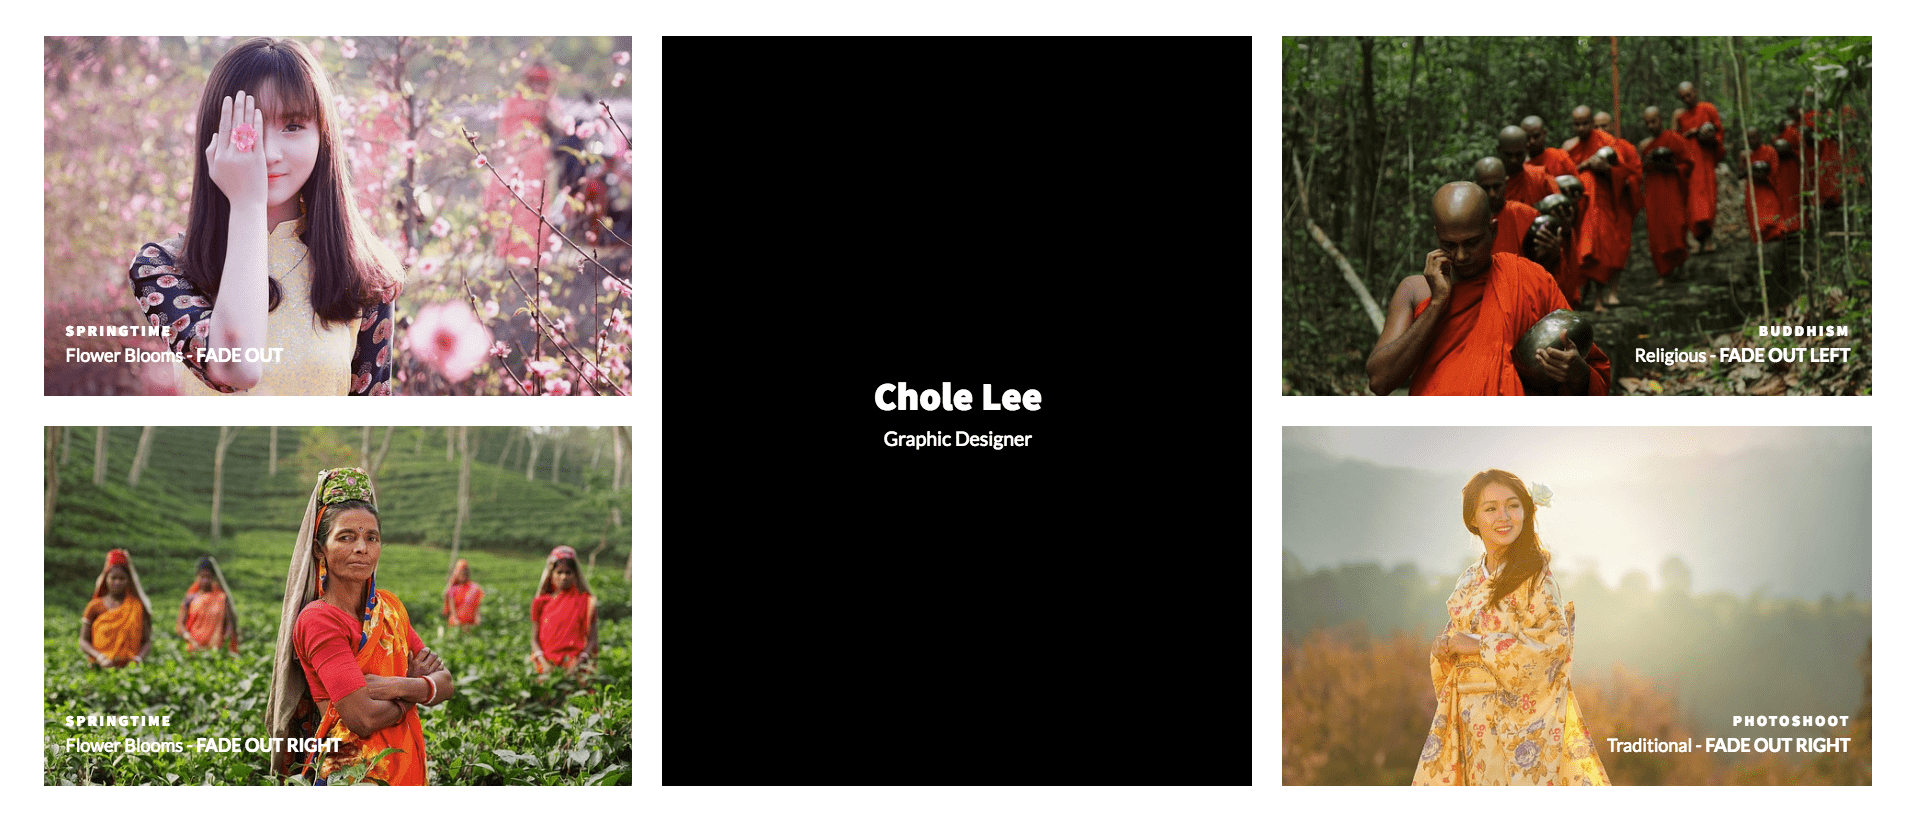 SPRINGTIME
Flower Blooms - FADE OUT
SPRINGTIME
Flower Blooms - FADE OUT RIGHT
Chole Lee
Graphic Designer
BUDDHISM
Religious - FADE OUT LEFT
PHOTOSHOOT
Traditional - FADE OUT RIGHT